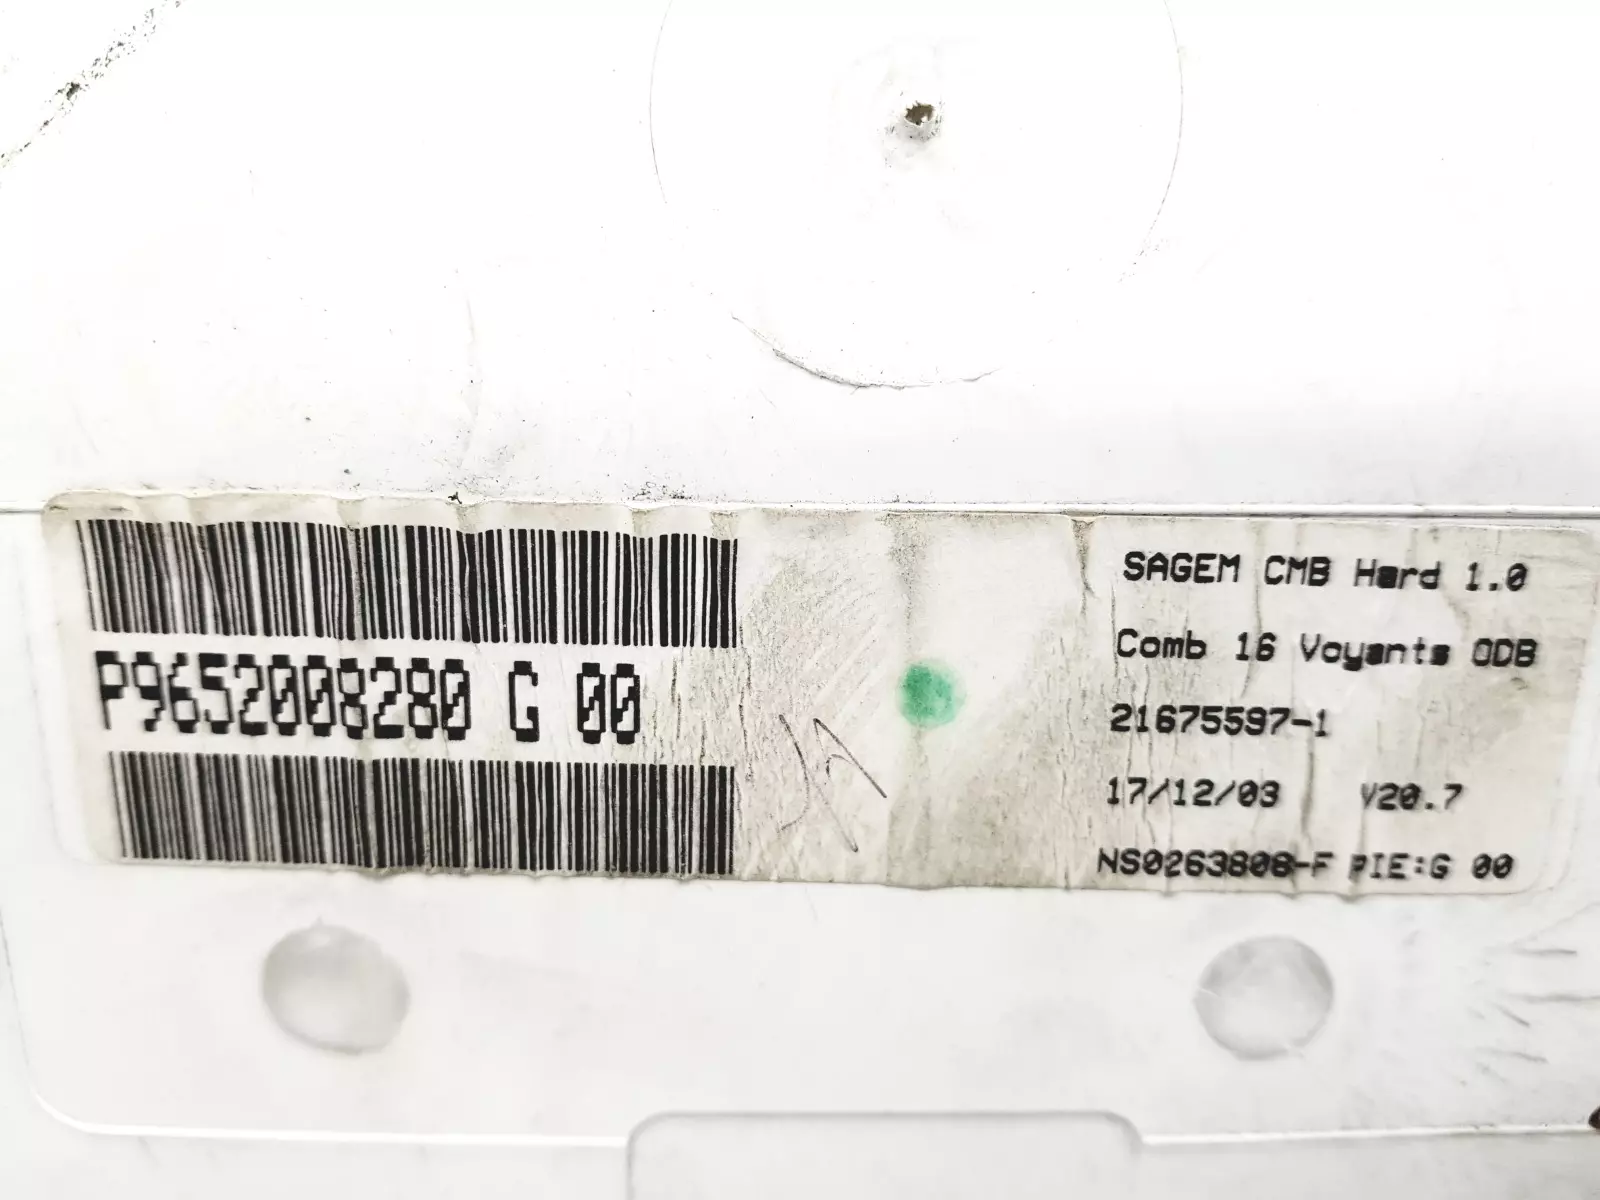 P9652008280 G 00
SAGEM CMB Hard 1.0
Comb 16 Voyants ODB
21675597-1
17/12/03 V20.7
NS0263808-F PIE:G 00